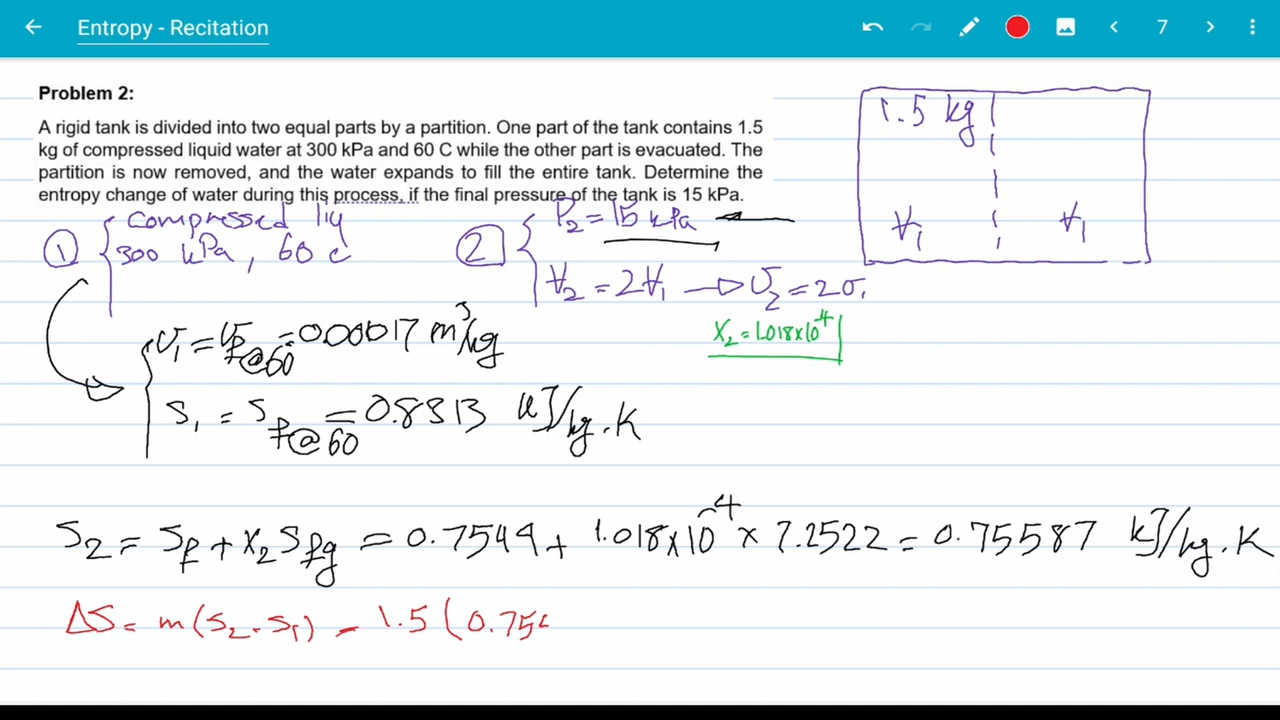 Entropy - Recitation
7
Problem 2:
A rigid tank is divided into two equal parts by a partition. One part of the tank contains 1.5
kg of compressed liquid water at 300 kPa and 60 C while the other part is evacuated. The
partition is now removed, and the water expands to fill the entire tank. Determine the
entropy change of water during this process, if the final pressure of the tank is 15 kPa.
1.5 kg
V₁ V₁
① compressed liq
300 kPa, 60 c
② P₂ = 15 kPa
V₂ = 2V₁ → v₂ = 2v₁
x₂ = 1.018x10⁻⁴
v₁ = vf@60 = 0.00017 m³/kg
s₁ = sf@60 = 0.8313 kJ/kg.K
s₂ = sf + x₂ sfg = 0.7549 + 1.018x10⁻⁴ x 7.2522 = 0.75587 kJ/kg.K
ΔS = m(s₂-s₁) = 1.5 (0.755